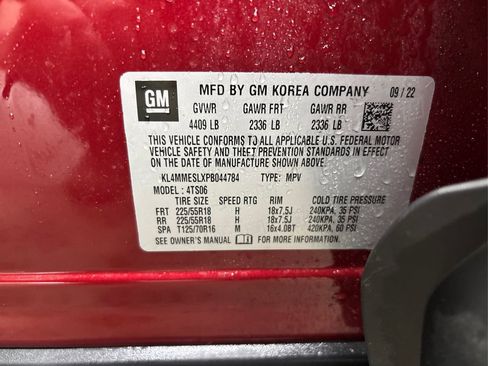 GM
MFD BY GM KOREA COMPANY 09/22
GVWR GAWR FRT GAWR RR
4409 LB 2336 LB 2336 LB
THIS VEHICLE CONFORMS TO ALL APPLICABLE U.S. FEDERAL MOTOR
VEHICLE SAFETY AND THEFT PREVENTION STANDARDS IN EFFECT
ON THE DATE OF MANUFACTURE SHOWN ABOVE.
KL4MMESLXPB044784 TYPE: MPV
MODEL: 4TS06
TIRE SIZE SPEED RTG RIM COLD TIRE PRESSURE
FRT 225/55R18 H 18x7.5J 240KPA, 35 PSI
RR 225/55R18 H 18x7.5J 240KPA, 35 PSI
SPA T125/70R16 M 16x4.0BT 420KPA, 60 PSI
SEE OWNER'S MANUAL FOR MORE INFORMATION.